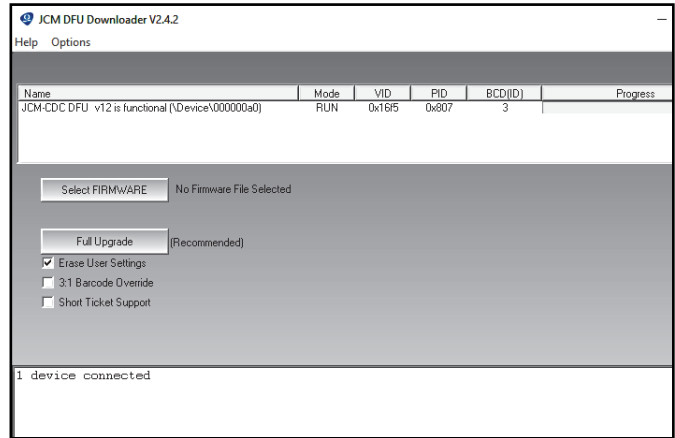 JCM DFU Downloader V2.4.2
Help Options
Name Mode VID PID BCD(ID) Progress
JCM-CDC DFU v12 is functional (\Device\000000a0) RUN 0x16f5 0x807 3
Select FIRMWARE No Firmware File Selected
Full Upgrade (Recommended)
Erase User Settings
3:1 Barcode Override
Short Ticket Support
1 device connected